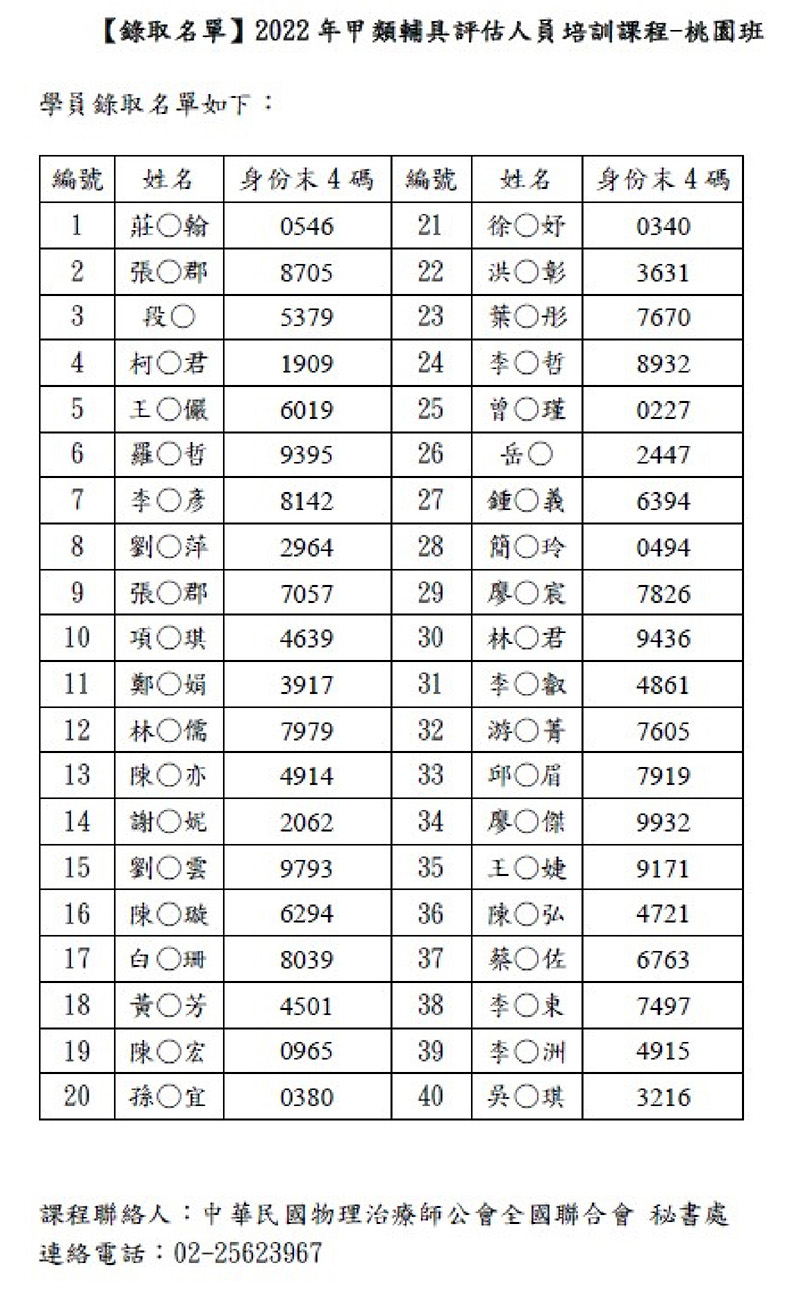 【錄取名單】2022年甲類輔具評估人員培訓課程-桃園班
學員錄取名單如下：
編號 姓名 身份末4碼 編號 姓名 身份末4碼
1 莊〇翰 0546 21 徐〇妤 0340
2 張〇郡 8705 22 洪〇彰 3631
3 段〇 5379 23 葉〇彤 7670
4 柯〇君 1909 24 李〇哲 8932
5 王〇儼 6019 25 曾〇瑾 0227
6 羅〇哲 9395 26 岳〇 2447
7 李〇彥 8142 27 鍾〇義 6394
8 劉〇萍 2964 28 簡〇玲 0494
9 張〇郡 7057 29 廖〇宸 7826
10 項〇琪 4639 30 林〇君 9436
11 鄭〇娟 3917 31 李〇叡 4861
12 林〇儒 7979 32 游〇菁 7605
13 陳〇亦 4914 33 邱〇眉 7919
14 謝〇妮 2062 34 廖〇傑 9932
15 劉〇雲 9793 35 王〇婕 9171
16 陳〇璇 6294 36 陳〇弘 4721
17 白〇珊 8039 37 蔡〇佐 6763
18 黃〇芳 4501 38 李〇東 7497
19 陳〇宏 0965 39 李〇洲 4915
20 孫〇宜 0380 40 吳〇琪 3216
課程聯絡人：中華民國物理治療師公會全國聯合會 秘書處
連絡電話：02-25623967